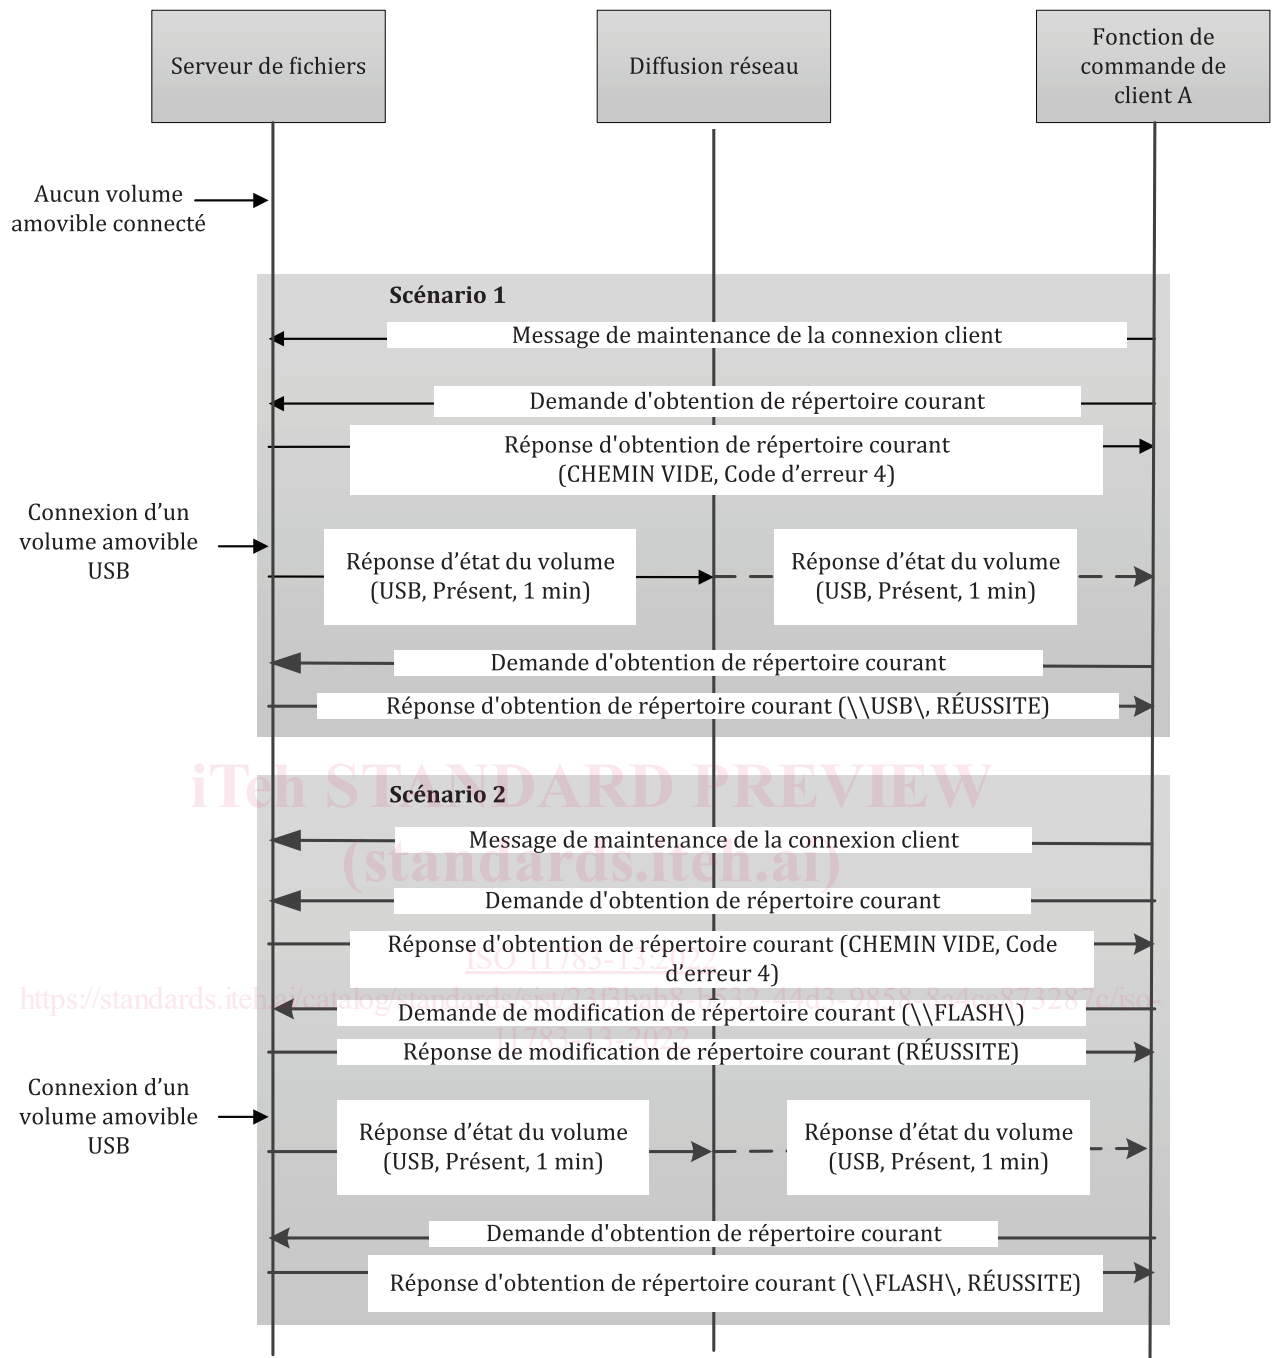 Serveur de fichiers
Diffusion réseau
Fonction de
commande de
client A
Aucun volume
amovible connecté
Scénario 1
Message de maintenance de la connexion client
Demande d'obtention de répertoire courant
Réponse d'obtention de répertoire courant
(CHEMIN VIDE, Code d’erreur 4)
Connexion d’un
volume amovible
USB
Réponse d’état du volume
(USB, Présent, 1 min)
Réponse d’état du volume
(USB, Présent, 1 min)
Demande d'obtention de répertoire courant
Réponse d'obtention de répertoire courant (\\USB\, RÉUSSITE)
iTeh STANDARD PREVIEW
Scénario 2
Message de maintenance de la connexion client
(standards.iteh.ai)
Demande d'obtention de répertoire courant
Réponse d'obtention de répertoire courant (CHEMIN VIDE, Code
d'erreur 4)
ISO 11783-13:2022
Demande de modification de répertoire courant (\\FLASH\)
11783-13-2022
Réponse de modification de répertoire courant (RÉUSSITE)
Connexion d’un
volume amovible
USB
Réponse d’état du volume
(USB, Présent, 1 min)
Réponse d’état du volume
(USB, Présent, 1 min)
Demande d'obtention de répertoire courant
Réponse d'obtention de répertoire courant (\\FLASH\, RÉUSSITE)